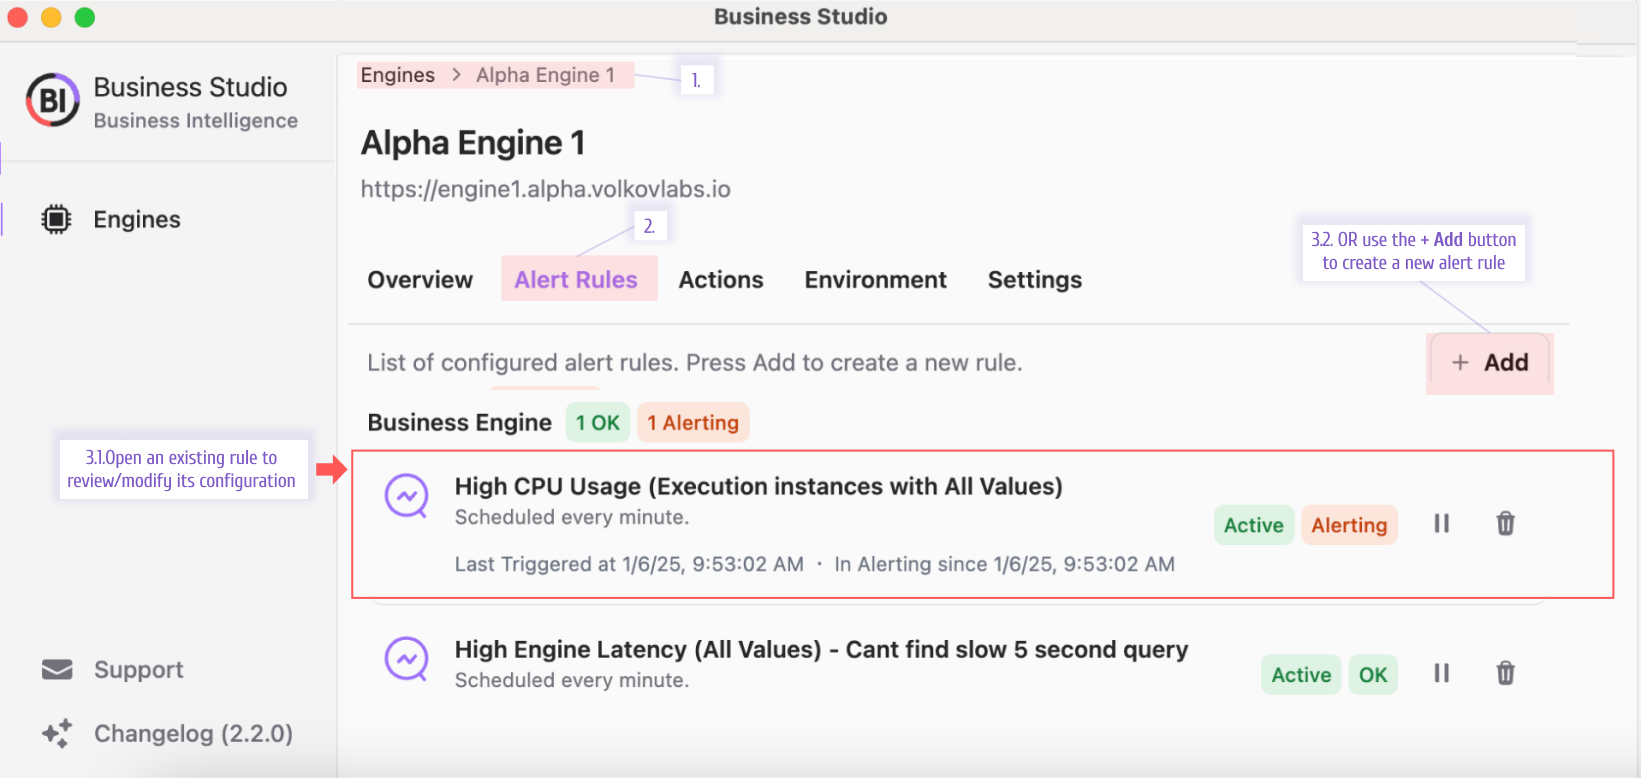 Business Studio
BI
Business Studio
Business Intelligence
Engines
Support
Changelog (2.2.0)
Engines > Alpha Engine 1
1.
Alpha Engine 1
https://engine1.alpha.volkovlabs.io
2.
Overview Alert Rules Actions Environment Settings
3.2. OR use the + Add button
to create a new alert rule
List of configured alert rules. Press Add to create a new rule.
+ Add
Business Engine 1 OK 1 Alerting
3.1.Open an existing rule to
review/modify its configuration
High CPU Usage (Execution instances with All Values)
Scheduled every minute.
Active Alerting
Last Triggered at 1/6/25, 9:53:02 AM · In Alerting since 1/6/25, 9:53:02 AM
High Engine Latency (All Values) - Cant find slow 5 second query
Scheduled every minute.
Active OK